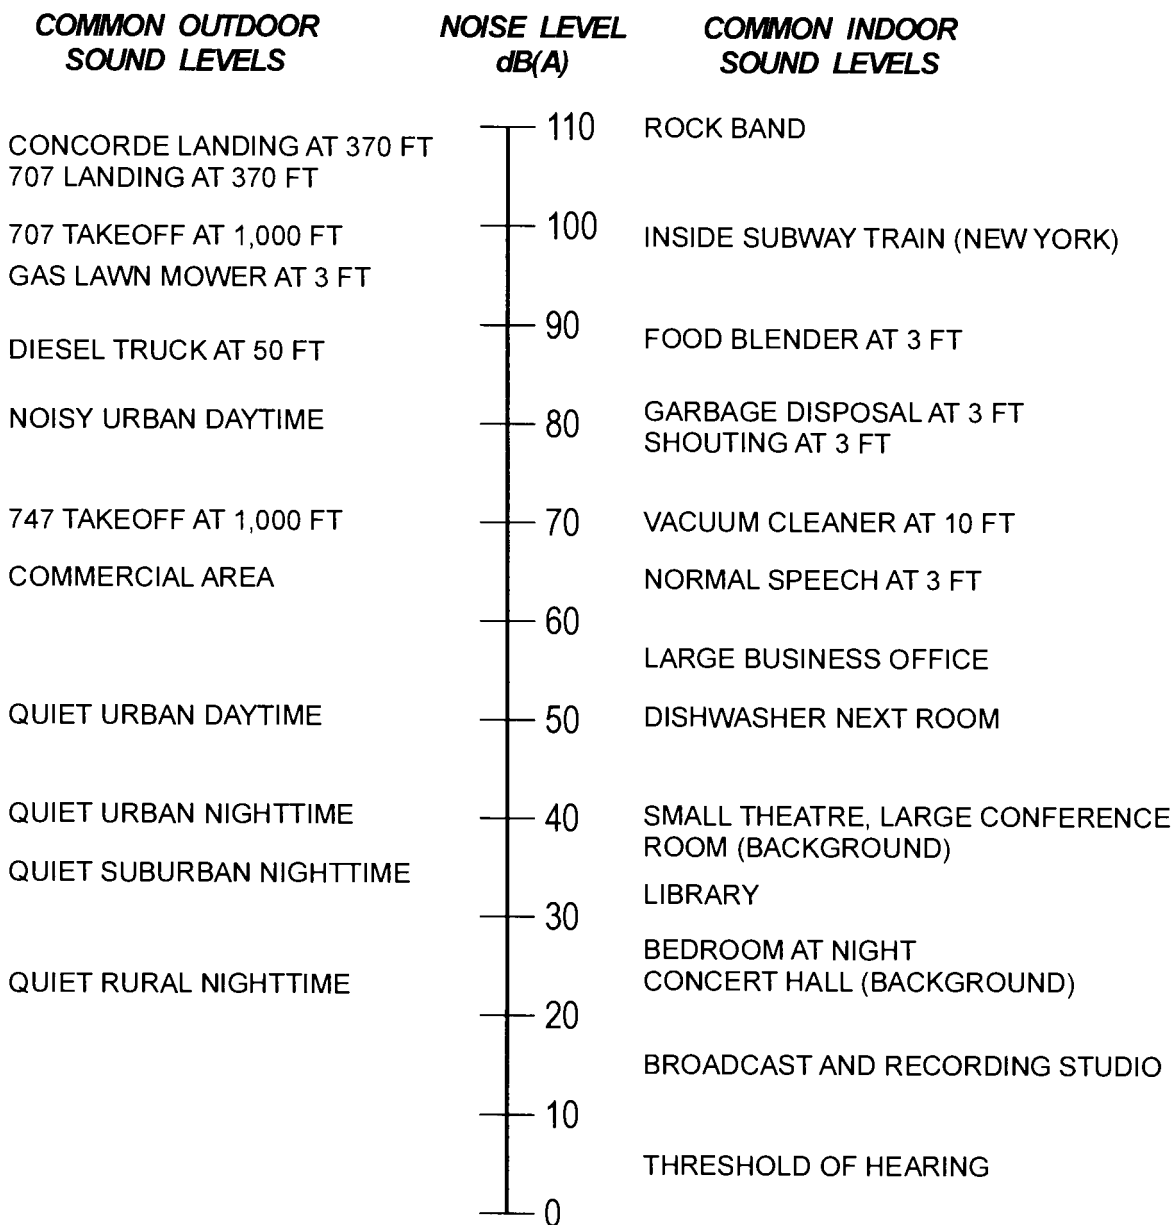 COMMON OUTDOOR
SOUND LEVELS
NOISE LEVEL
dB(A)
COMMON INDOOR
SOUND LEVELS
110
ROCK BAND
CONCORDE LANDING AT 370 FT
707 LANDING AT 370 FT
707 TAKEOFF AT 1,000 FT
100
INSIDE SUBWAY TRAIN (NEW YORK)
GAS LAWN MOWER AT 3 FT
90
DIESEL TRUCK AT 50 FT
FOOD BLENDER AT 3 FT
NOISY URBAN DAYTIME
80
GARBAGE DISPOSAL AT 3 FT
SHOUTING AT 3 FT
747 TAKEOFF AT 1,000 FT
70
VACUUM CLEANER AT 10 FT
COMMERCIAL AREA
NORMAL SPEECH AT 3 FT
60
LARGE BUSINESS OFFICE
QUIET URBAN DAYTIME
50
DISHWASHER NEXT ROOM
QUIET URBAN NIGHTTIME
40
SMALL THEATRE, LARGE CONFERENCE
ROOM (BACKGROUND)
QUIET SUBURBAN NIGHTTIME
LIBRARY
30
BEDROOM AT NIGHT
QUIET RURAL NIGHTTIME
CONCERT HALL (BACKGROUND)
20
BROADCAST AND RECORDING STUDIO
10
THRESHOLD OF HEARING
0